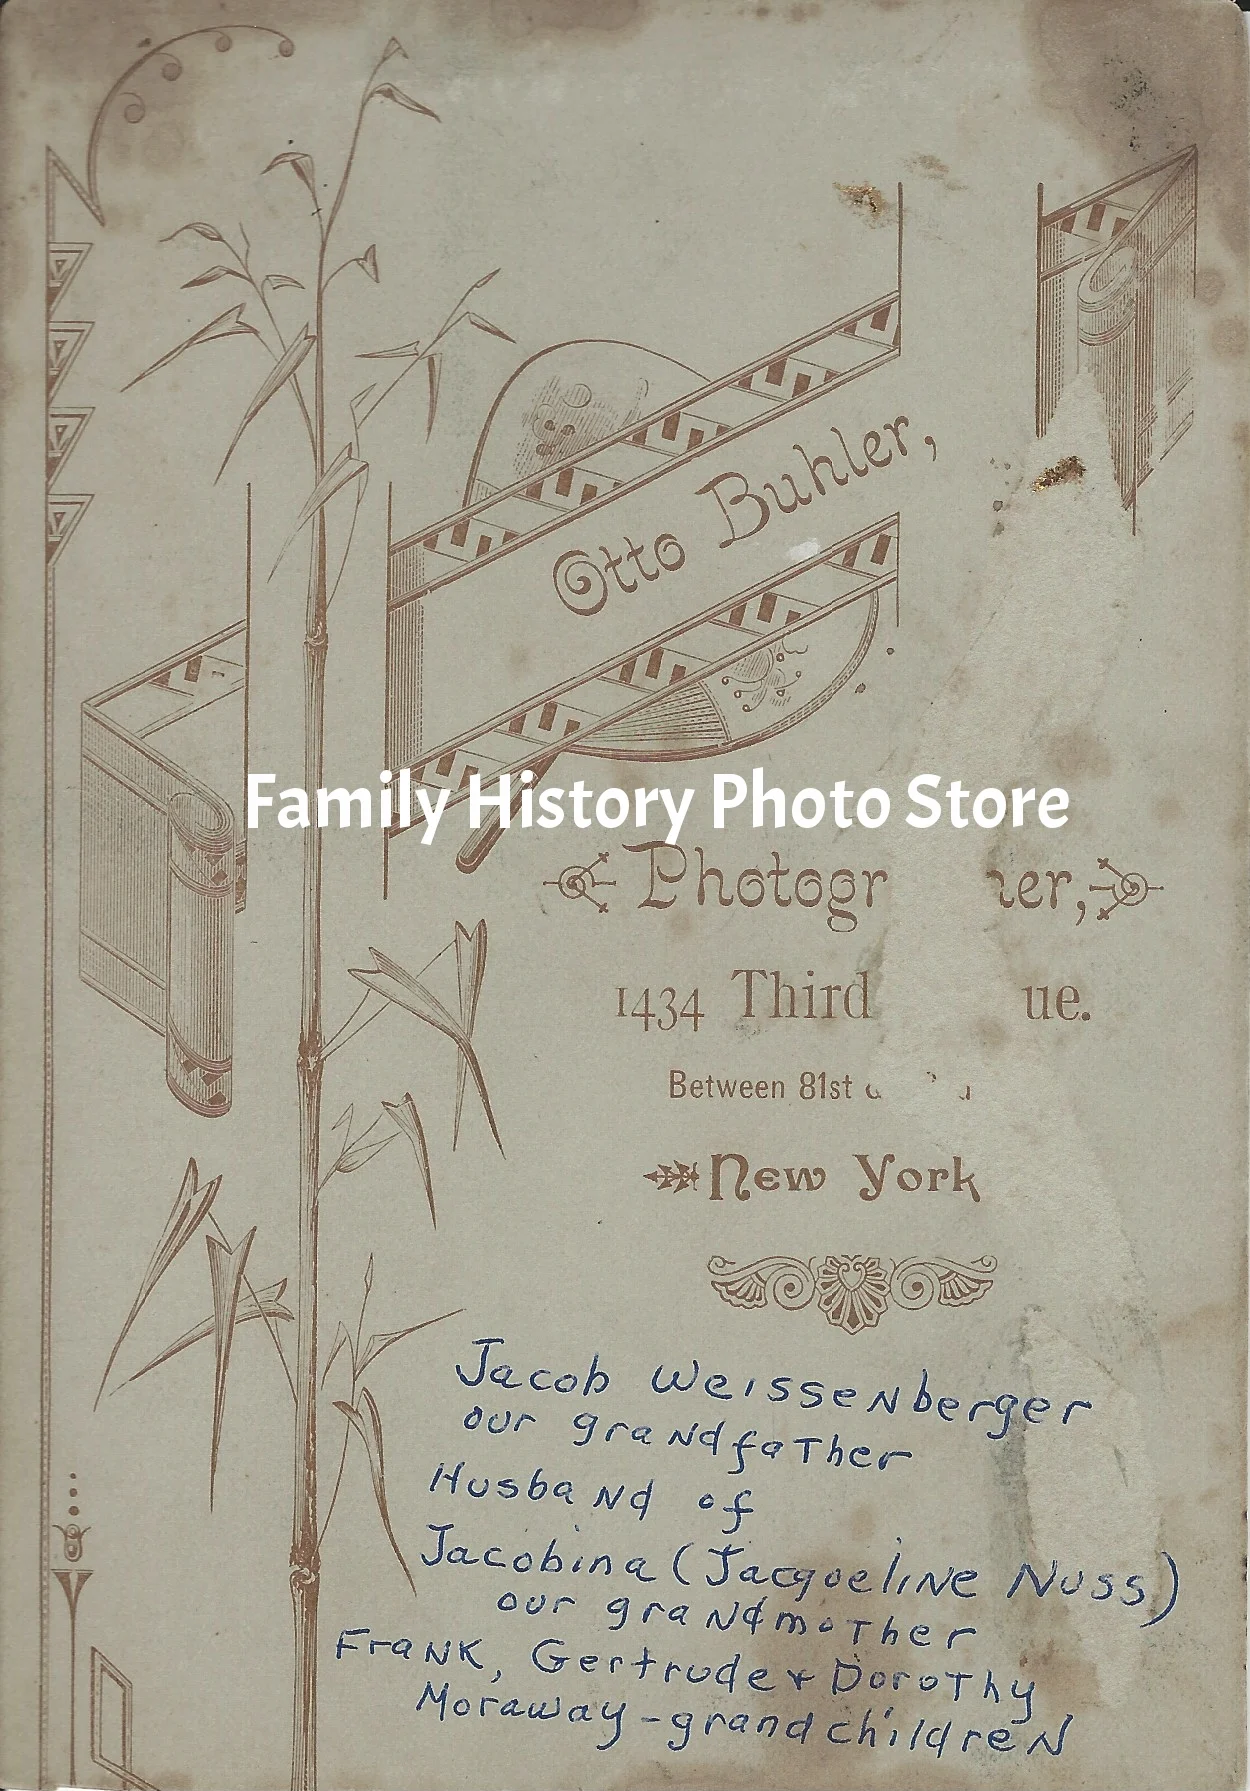 Otto Buhler,
Family History Photo Store
Photogr her,
1434 Third ue.
Between 81st
New York
Jacob Weissenberger
our grandfather
Husband of
Jacobina (Jacqueline Nuss)
our grandmother
Frank, Gertrude & Dorothy
Moraway - grandchildren